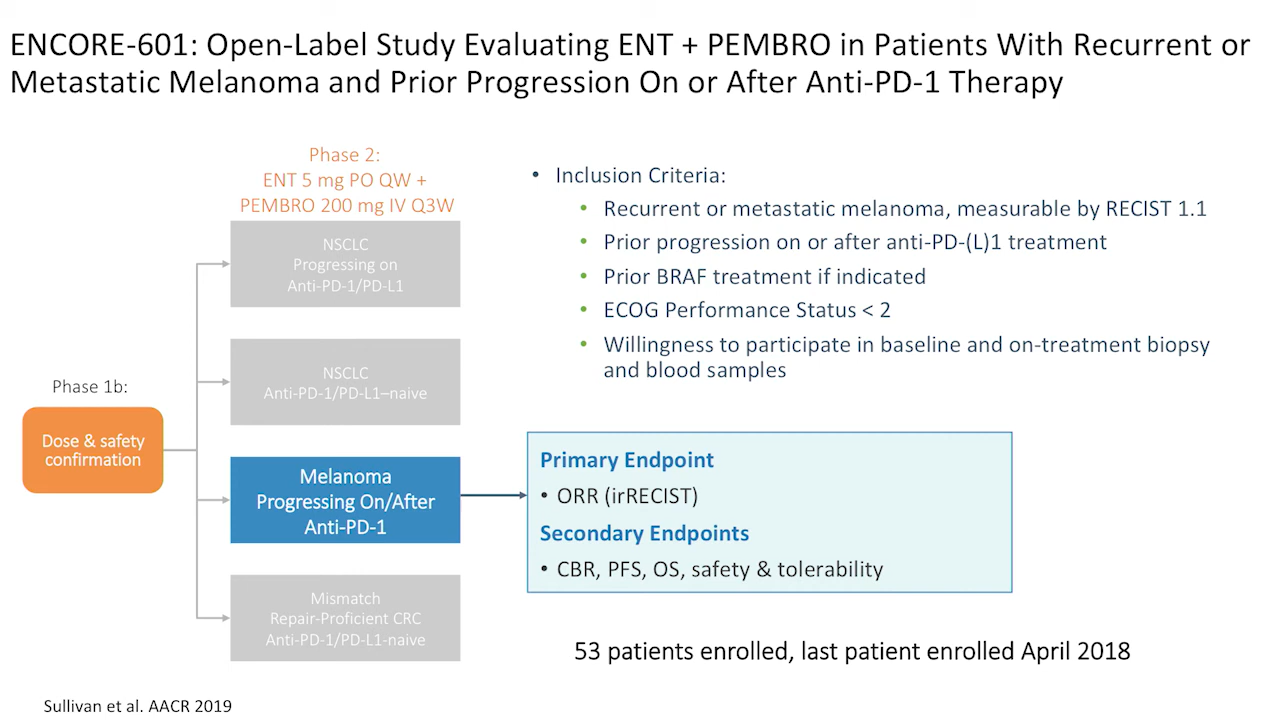 ENCORE-601: Open-Label Study Evaluating ENT + PEMBRO in Patients With Recurrent or
Metastatic Melanoma and Prior Progression On or After Anti-PD-1 Therapy
Phase 1b:
Dose & safety
confirmation
Phase 2:
ENT 5 mg PO QW +
PEMBRO 200 mg IV Q3W
NSCLC
Progressing on
Anti-PD-1/PD-L1
NSCLC
Anti-PD-1/PD-L1–naive
Melanoma
Progressing On/After
Anti-PD-1
Mismatch
Repair-Proficient CRC
Anti-PD-1/PD-L1-naive
• Inclusion Criteria:
• Recurrent or metastatic melanoma, measurable by RECIST 1.1
• Prior progression on or after anti-PD-(L)1 treatment
• Prior BRAF treatment if indicated
• ECOG Performance Status < 2
• Willingness to participate in baseline and on-treatment biopsy
and blood samples
Primary Endpoint
• ORR (irRECIST)
Secondary Endpoints
• CBR, PFS, OS, safety & tolerability
53 patients enrolled, last patient enrolled April 2018
Sullivan et al. AACR 2019